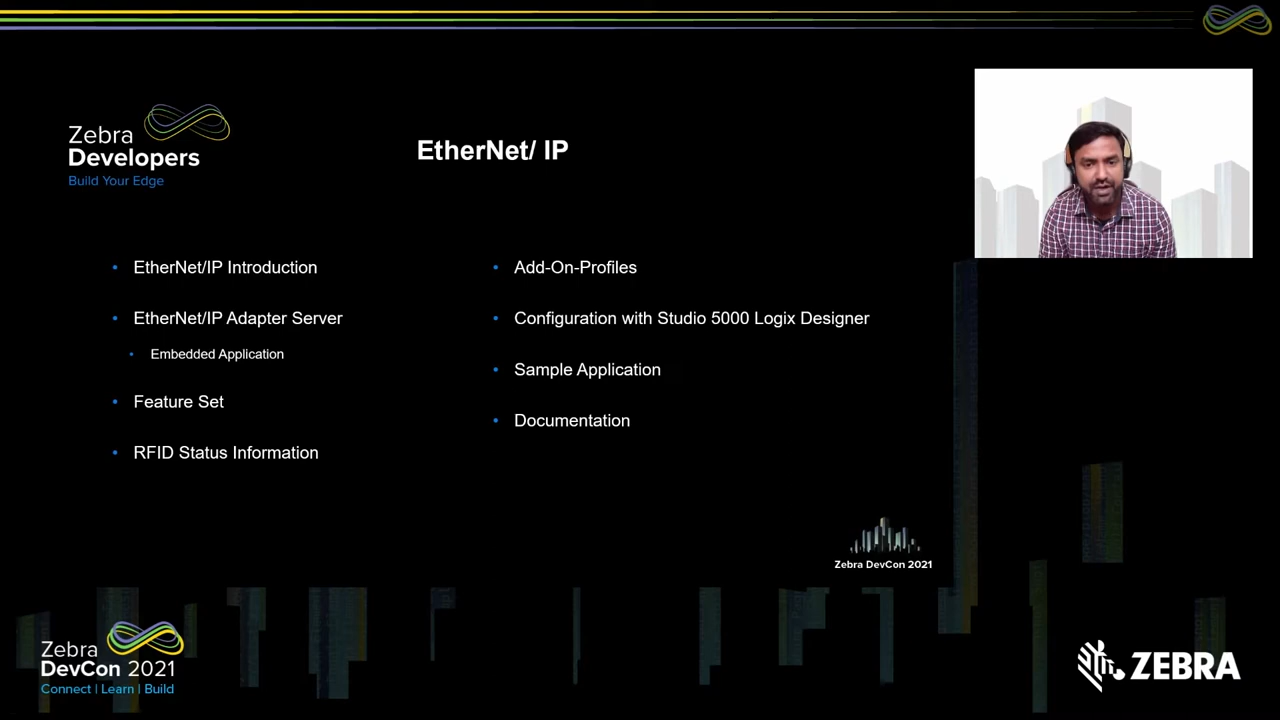 Zebra
Developers
Build Your Edge
EtherNet/ IP
• EtherNet/IP Introduction
• EtherNet/IP Adapter Server
• Embedded Application
• Feature Set
• RFID Status Information
• Add-On-Profiles
• Configuration with Studio 5000 Logix Designer
• Sample Application
• Documentation
Zebra DevCon 2021
Zebra
DevCon 2021
Connect | Learn | Build
ZEBRA